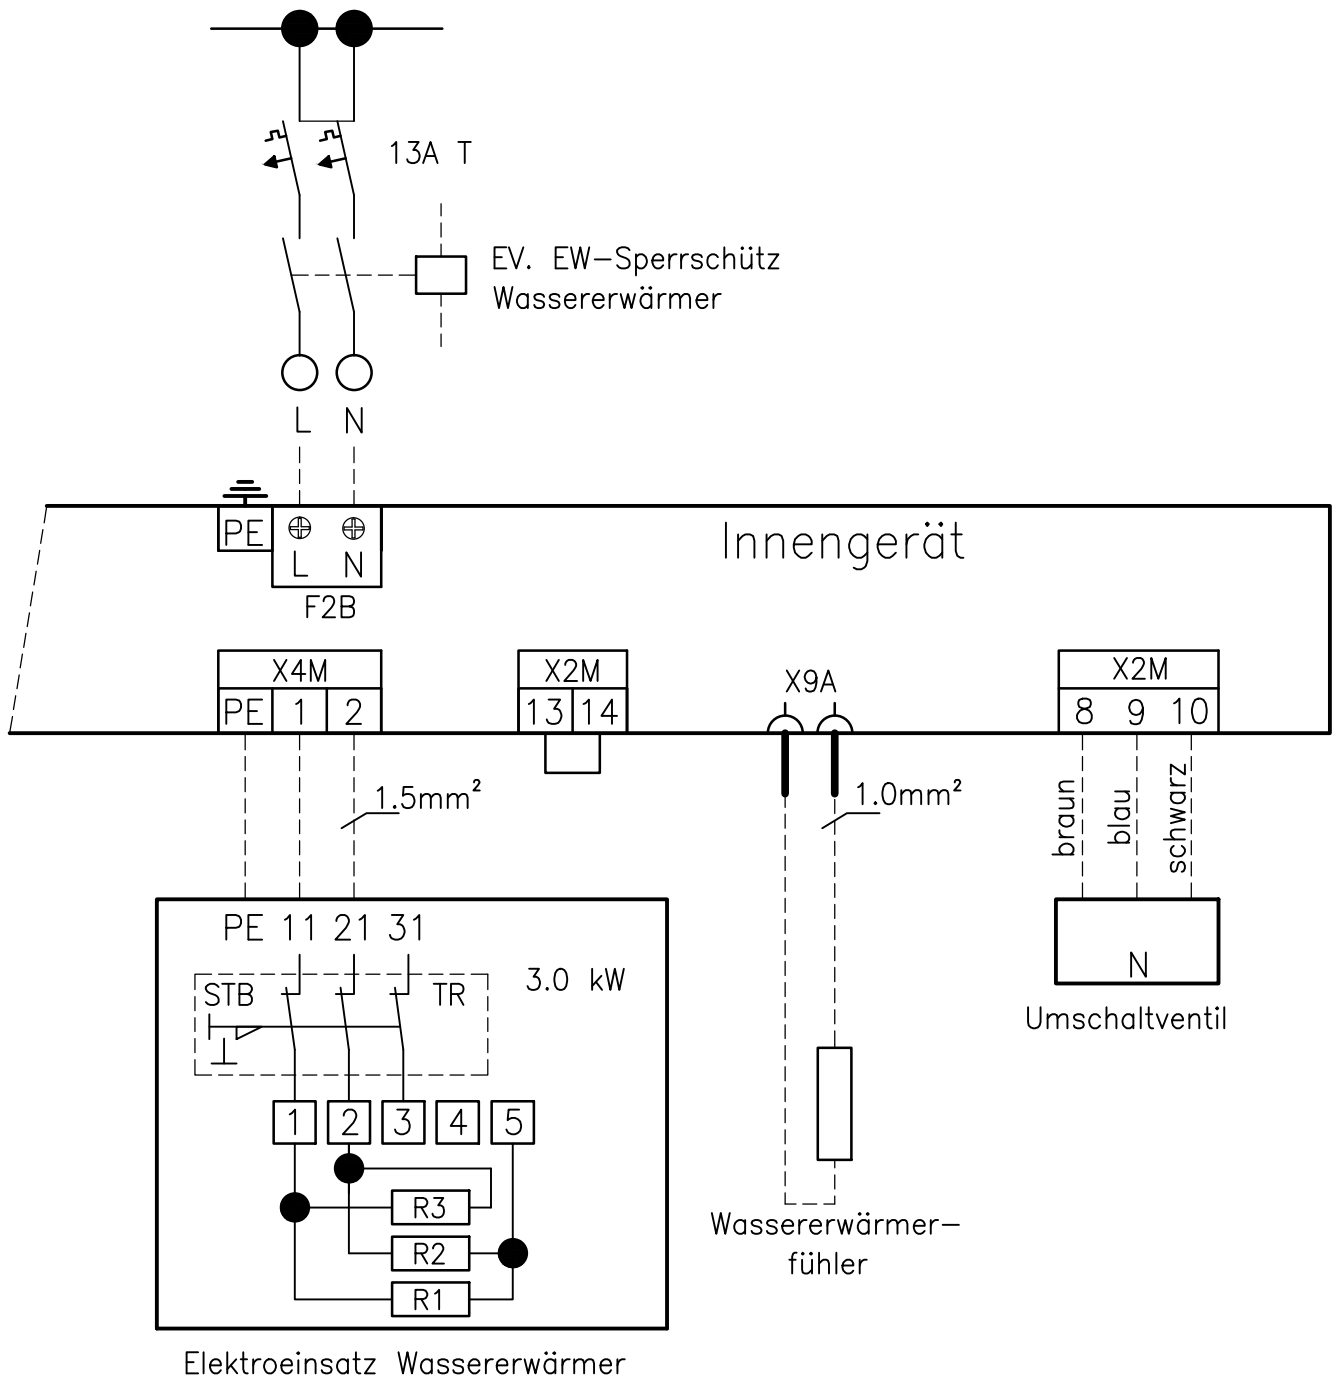 13A T
EV. EW-Sperrschütz
Wassererwärmer
L N
PE
L N
F2B
Innengerät
X4M
PE 1 2
X2M
13 14
X9A
X2M
8 9 10
1.5mm²
1.0mm²
braun
blau
schwarz
PE 11 21 31
STB TR
3.0 kW
N
Umschaltventil
1 2 3 4 5
R3
R2
R1
Wassererwärmer-
fühler
Elektroeinsatz Wassererwärmer